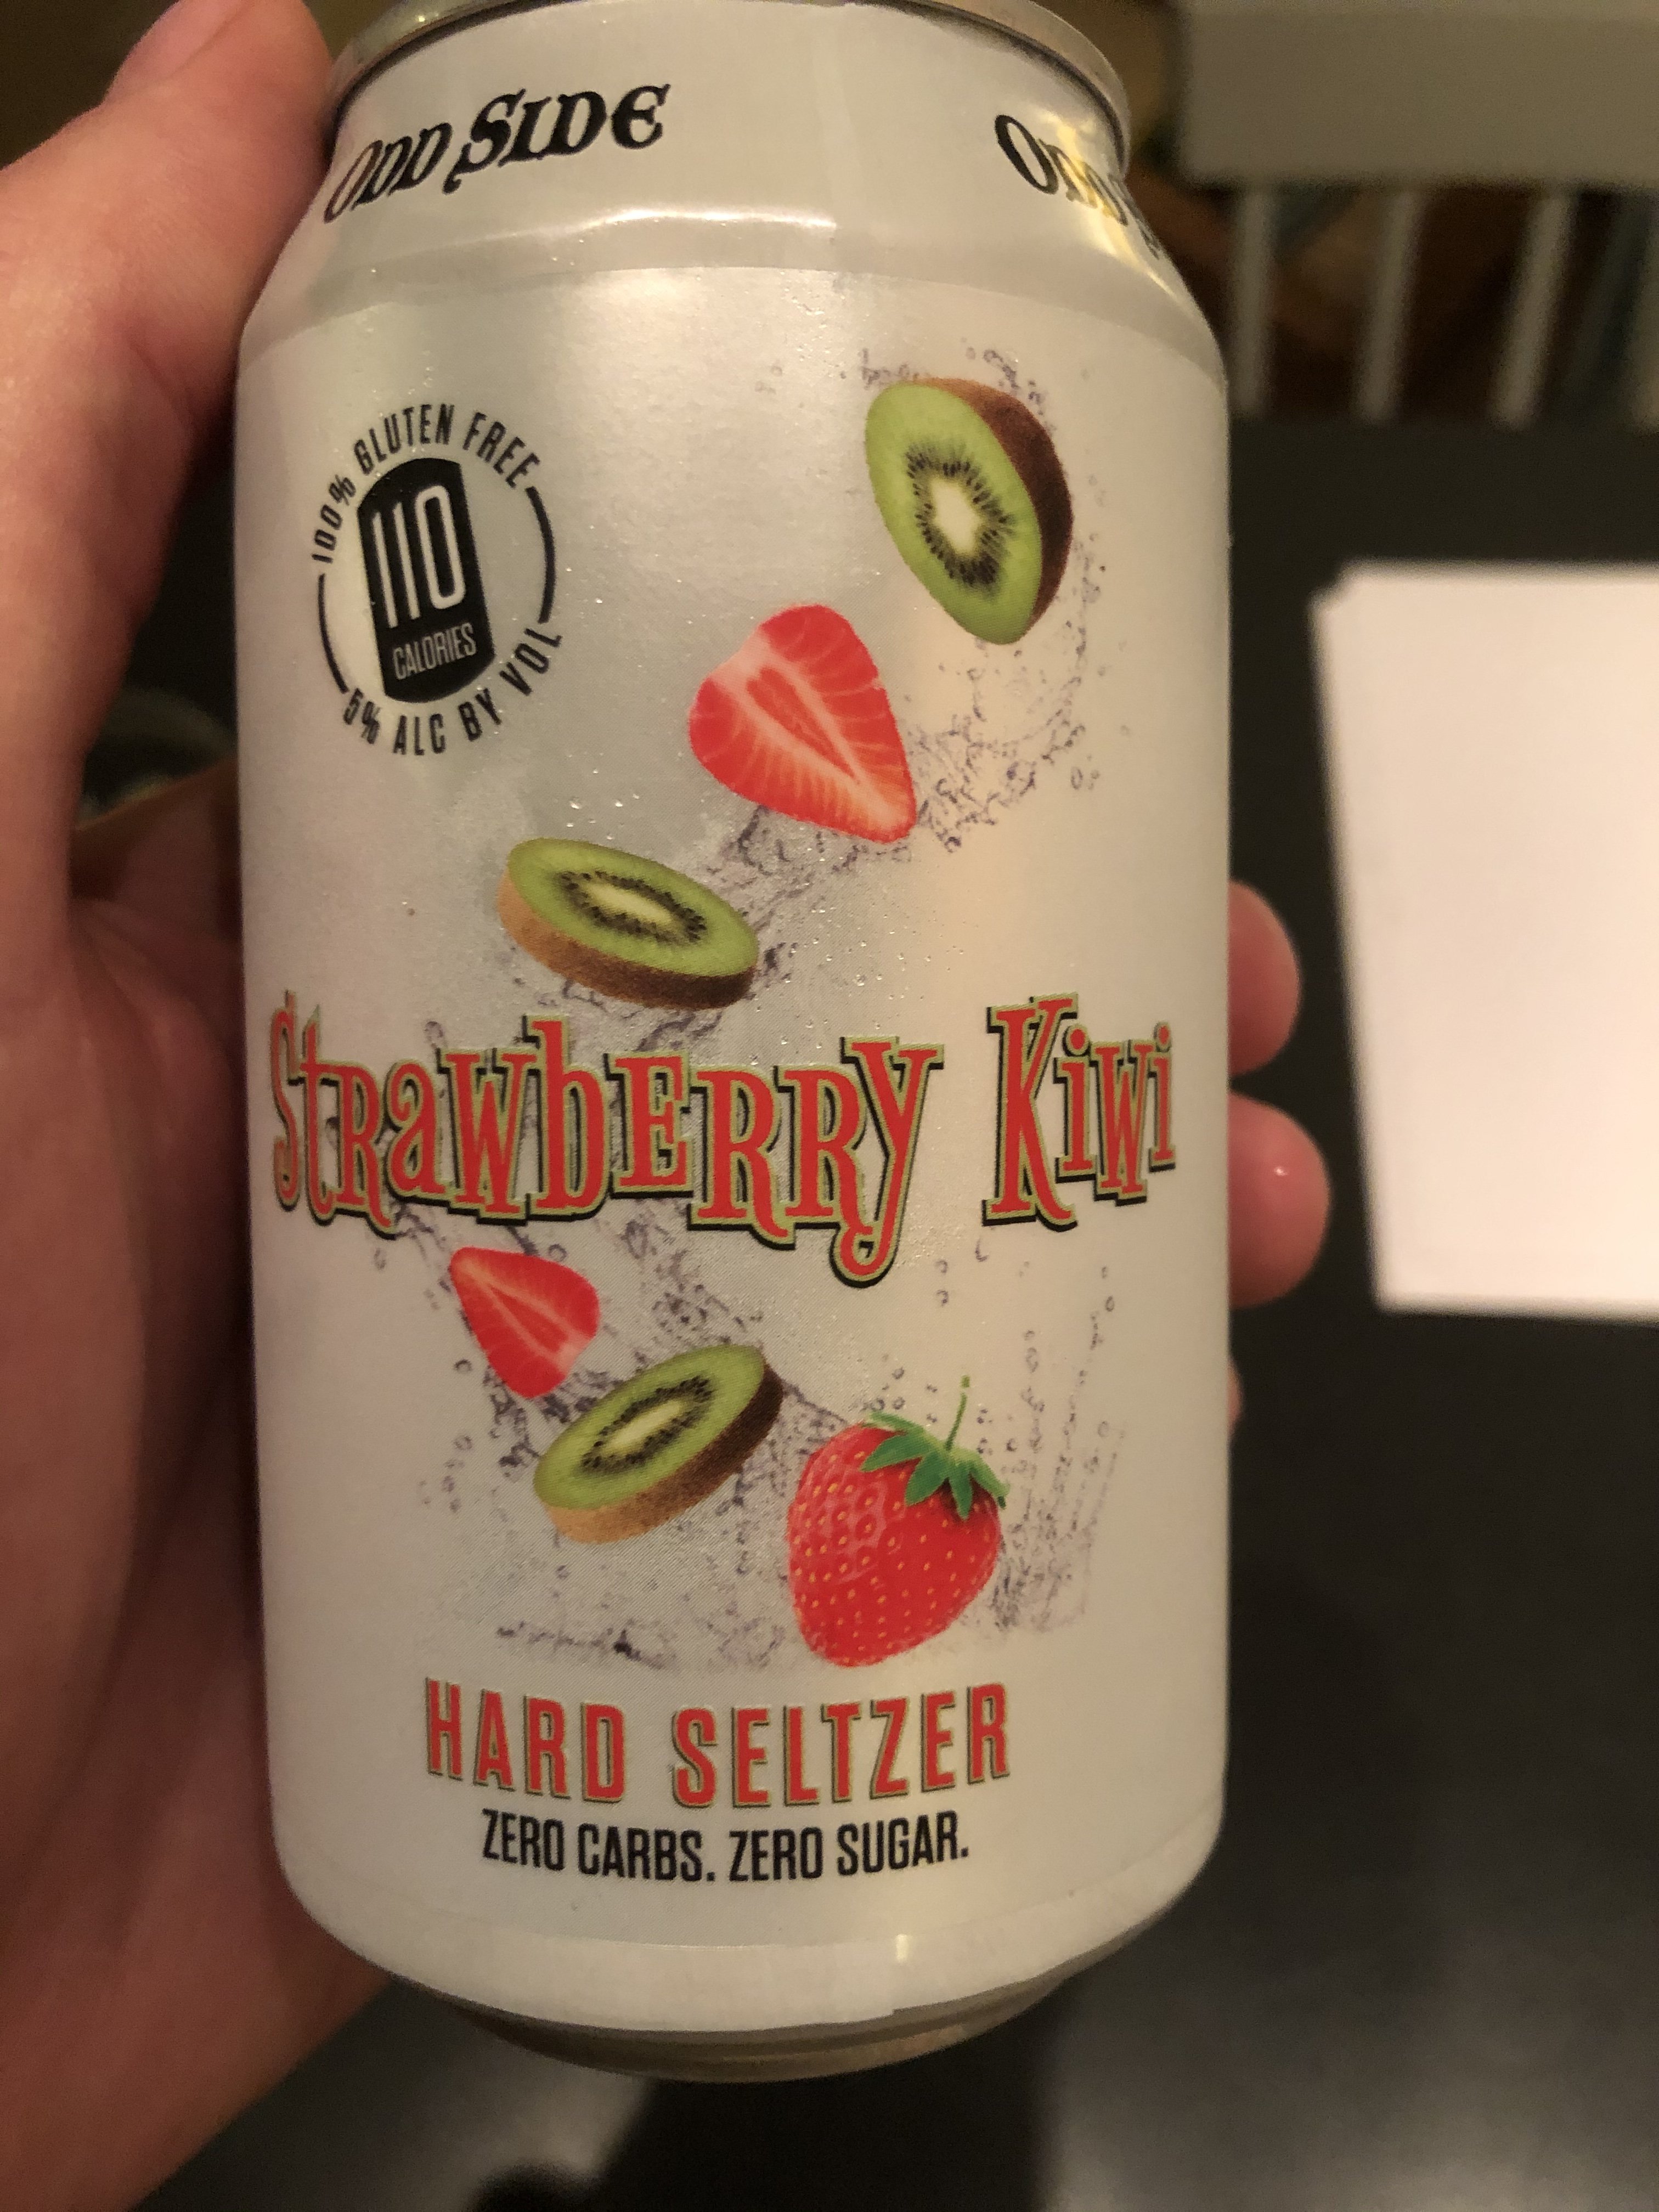 Odd Side
100% GLUTEN FREE
110
CALORIES
5% ALC BY VOL
Strawberry Kiwi
HARD SELTZER
ZERO CARBS. ZERO SUGAR.